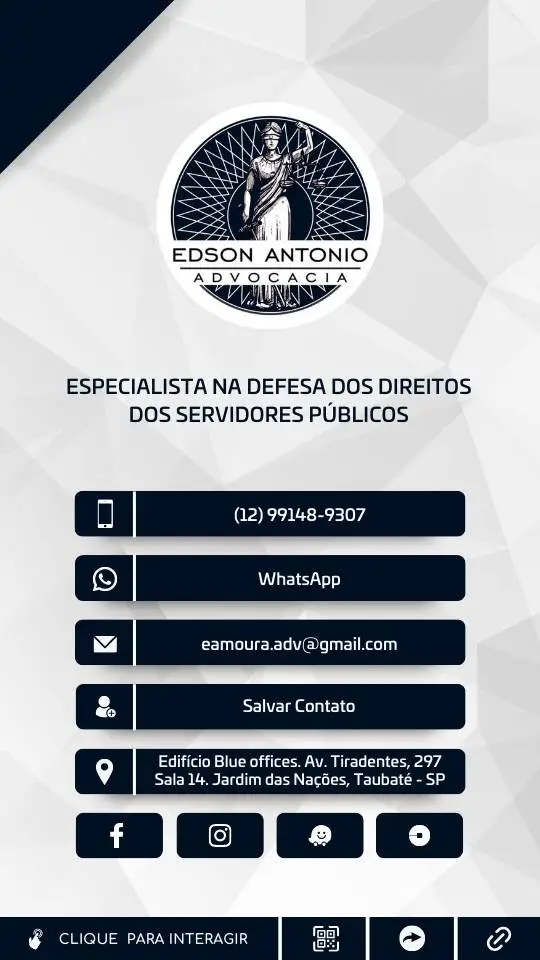 EDSON ANTONIO
ADVOCACIA
ESPECIALISTA NA DEFESA DOS DIREITOS
DOS SERVIDORES PÚBLICOS
(12) 99148-9307
WhatsApp
eamoura.adv@gmail.com
Salvar Contato
Edifício Blue offices. Av. Tiradentes, 297
Sala 14. Jardim das Nações, Taubaté - SP
CLIQUE PARA INTERAGIR